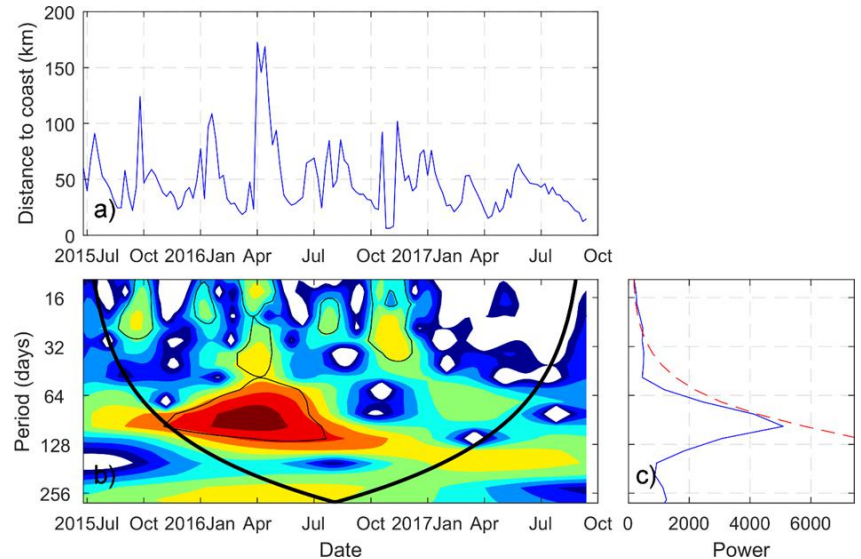 200
150
100
50
0
Distance to coast (km)
a)
2015Jul Oct 2016Jan Apr Jul Oct 2017Jan Apr Jul Oct
16
32
64
128
256
Period (days)
b)
2015Jul Oct 2016Jan Apr Jul Oct 2017Jan Apr Jul Oct
Date
c)
0 2000 4000 6000
Power